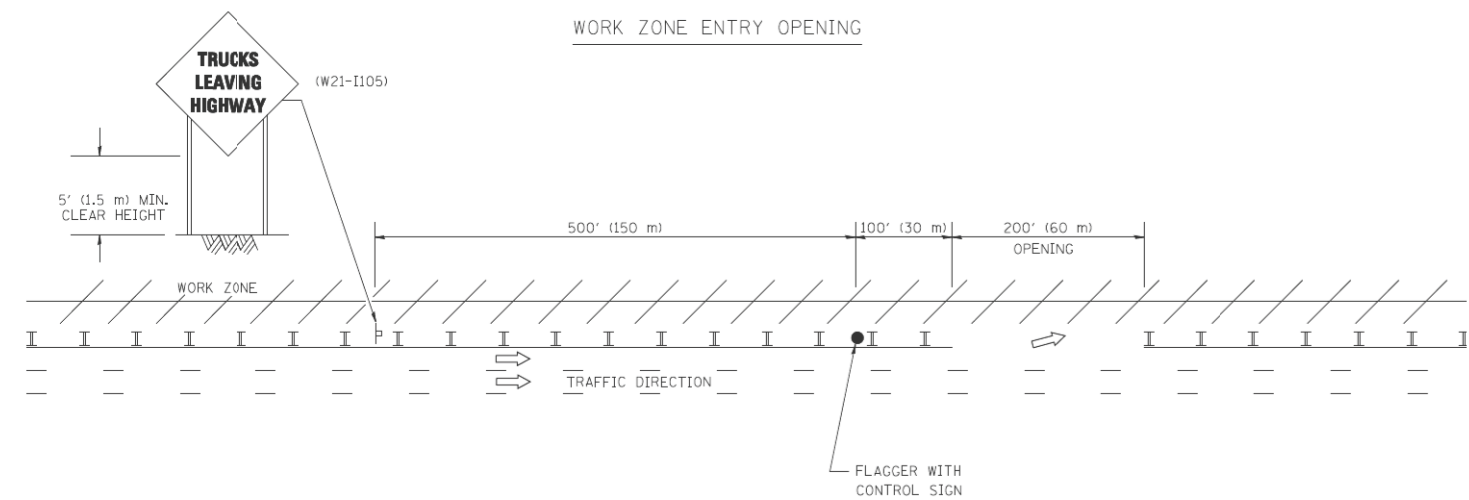 WORK ZONE ENTRY OPENING
TRUCKS
LEAVING
HIGHWAY
(W21-I105)
5' (1.5 m) MIN.
CLEAR HEIGHT
500' (150 m)
100' (30 m)
200' (60 m)
OPENING
WORK ZONE
TRAFFIC DIRECTION
FLAGGER WITH
CONTROL SIGN